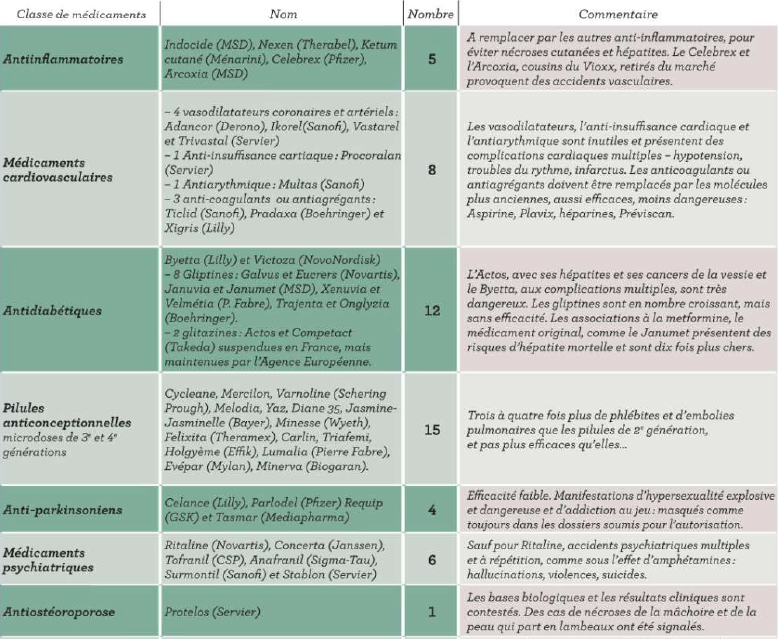 Classe de médicaments
Nom
Nombre
Commentaire
Antiinflammatoires
Indocide (MSD), Nexen (Therabel), Ketum
cutané (Ménarini), Celebrex (Pfizer),
Arcoxia (MSD)
5
A remplacer par les autres anti-inflammatoires, pour
éviter nécroses cutanées et hépatites. Le Celebrex et
l'Arcoxia, cousins du Vioxx, retirés du marché
provoquent des accidents vasculaires.
Médicaments
cardiovasculaires
– 4 vasodilatateurs coronaires et artériels :
Adancor (Derono), Ikorel(Sanofi), Vastarel
et Trivastal (Servier)
– 1 Anti-insuffisance cartiaque : Procoralan
(Servier)
– 1 Antiarythmique : Multas (Sanofi)
– 3 anti-coagulants ou antiagrégants :
Ticlid (Sanofi), Pradaxa (Boehringer) et
Xigris (Lilly)
8
Les vasodilatateurs, l'anti-insuffisance cardiaque et
l'antiarythmique sont inutiles et présentent des
complications cardiaques multiples – hypotension,
troubles du rythme, infarctus. Les anticoagulants ou
antiagrégants doivent être remplacés par les molécules
plus anciennes, aussi efficaces, moins dangereuses :
Aspirine, Plavix, héparines, Préviscan.
Antidiabétiques
Byetta (Lilly) et Victoza (NovoNordisk)
– 8 Gliptines : Galvus et Eucrers (Novartis),
Januvia et Janumet (MSD), Xenuvia et
Velmétia (P. Fabre), Trajenta et Onglyzia
(Boehringer).
– 2 glitazines : Actos et Competact
(Takeda) suspendues en France, mais
maintenues par l'Agence Européenne.
12
L'Actos, avec ses hépatites et ses cancers de la vessie et
le Byetta, aux complications multiples, sont très
dangereux. Les gliptines sont en nombre croissant, mais
sans efficacité. Les associations à la metformine, le
médicament original, comme le Janumet présentent des
risques d'hépatite mortelle et sont dix fois plus chers.
Pilules
anticonceptionnelles
microdoses de 3e et 4e
générations
Cycleane, Mercilon, Varnoline (Schering
Prough), Melodia, Yaz, Diane 35, Jasmine-
Jasminelle (Bayer), Minesse (Wyeth),
Felixita (Theramex), Carlin, Triafemi,
Holgyème (Effik), Lumalia (Pierre Fabre),
Evépar (Mylan), Minerva (Biogaran).
15
Trois à quatre fois plus de phlébites et d'embolies
pulmonaires que les pilules de 2e génération,
et pas plus efficaces qu'elles...
Anti-parkinsoniens
Celance (Lilly), Parlodel (Pfizer) Requip
(GSK) et Tasmar (Mediapharma)
4
Efficacité faible. Manifestations d'hypersexualité explosive
et dangereuse et d'addiction au jeu : masqués comme
toujours dans les dossiers soumis pour l'autorisation.
Médicaments
psychiatriques
Ritaline (Novartis), Concerta (Janssen),
Tofranil (CSP), Anafranil (Sigma-Tau),
Surmontil (Sanofi) et Stablon (Servier)
6
Sauf pour Ritaline, accidents psychiatriques multiples
et à répétition, comme sous l'effet d'amphétamines :
hallucinations, violences, suicides.
Antiostéoroporose
Protelos (Servier)
1
Les bases biologiques et les résultats cliniques sont
contestés. Des cas de nécroses de la mâchoire et de la
peau qui part en lambeaux ont été signalés.